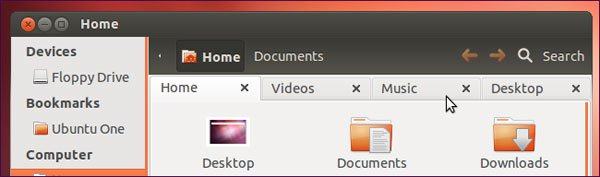 Home
Devices
Floppy Drive
Bookmarks
Ubuntu One
Computer
Home Documents Search
Home Videos Music Desktop
Desktop Documents Downloads